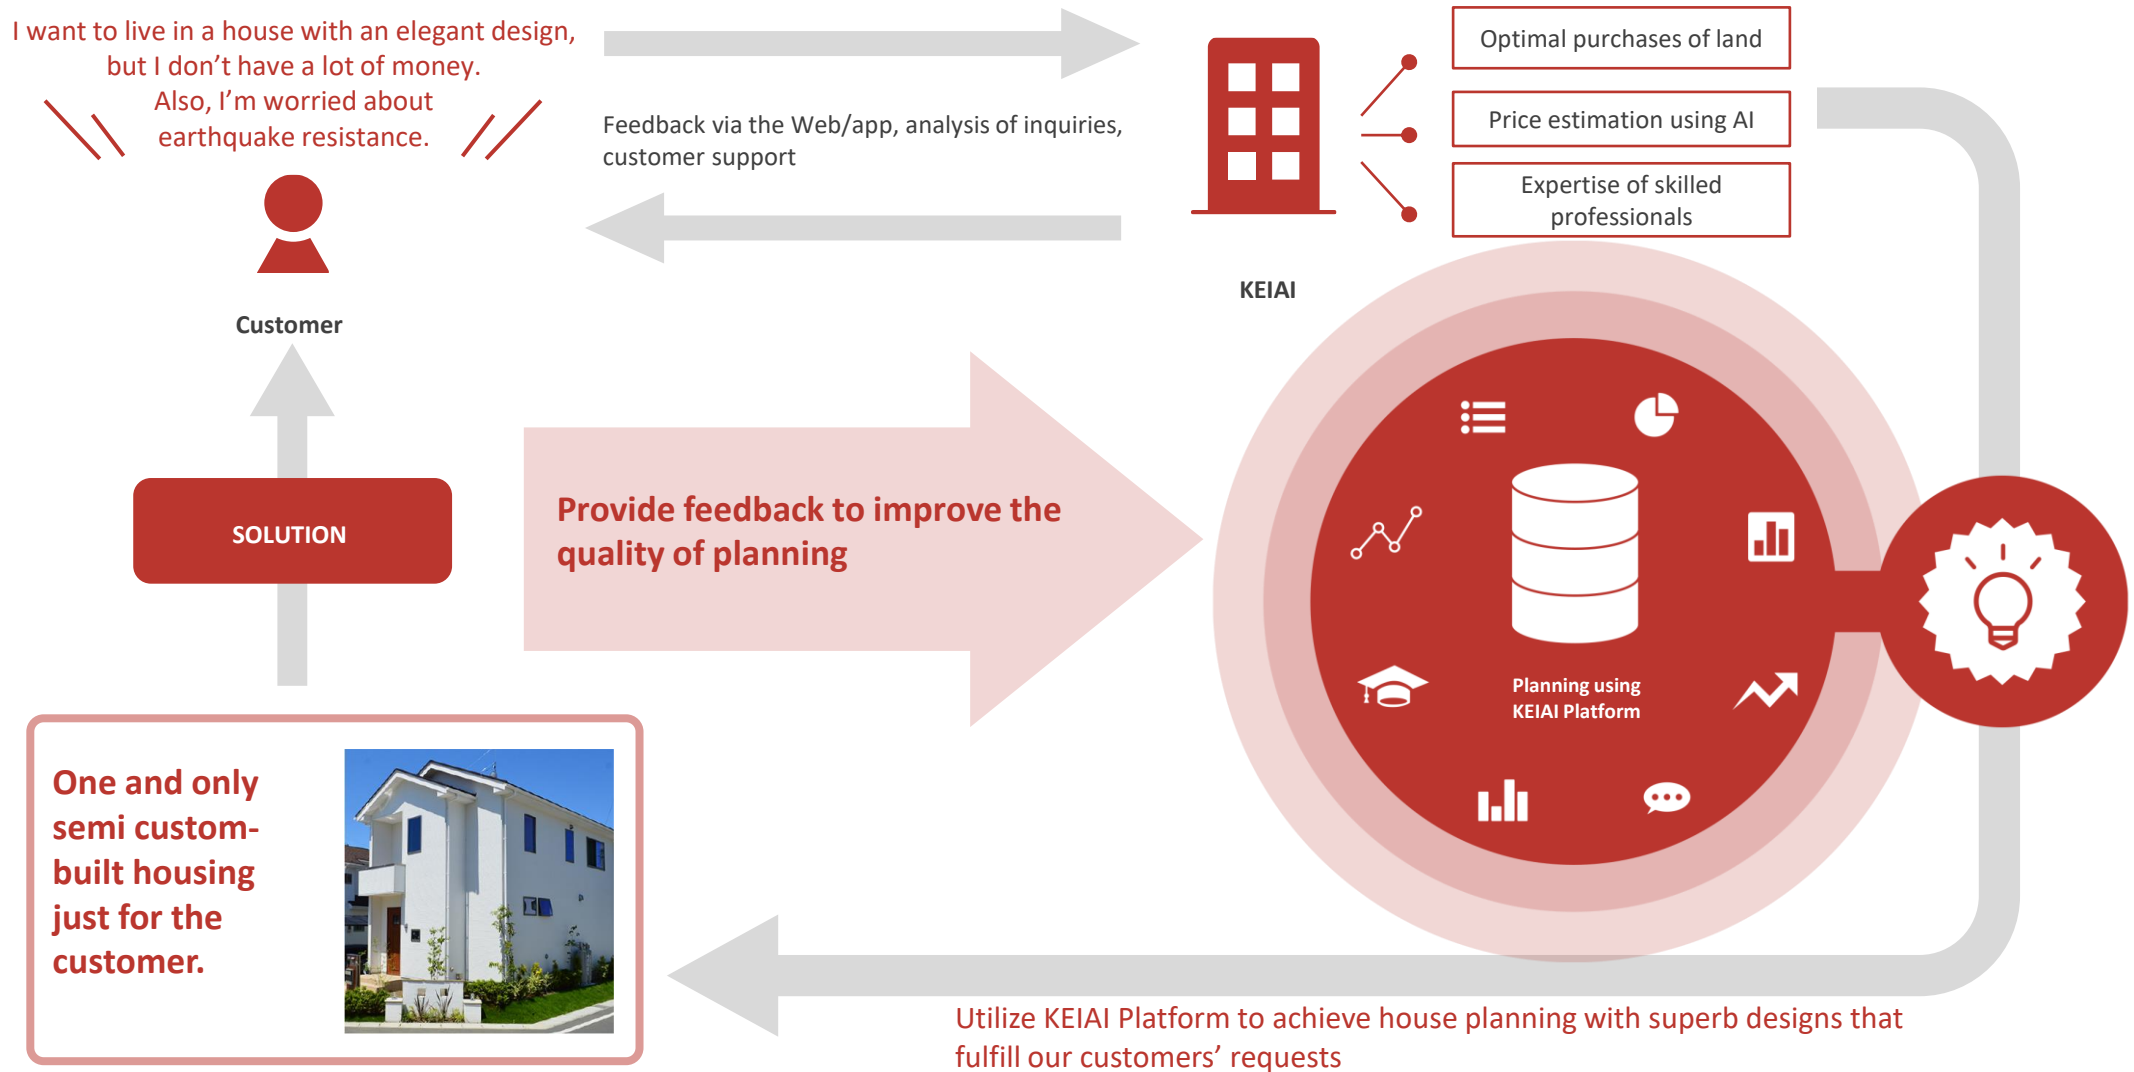 I want to live in a house with an elegant design,
but I don’t have a lot of money.
Also, I’m worried about
earthquake resistance.
Customer
Feedback via the Web/app, analysis of inquiries,
customer support
KEIAI
Optimal purchases of land
Price estimation using AI
Expertise of skilled
professionals
SOLUTION
Provide feedback to improve the
quality of planning
Planning using
KEIAI Platform
One and only
semi custom-
built housing
just for the
customer.
Utilize KEIAI Platform to achieve house planning with superb designs that
fulfill our customers’ requests